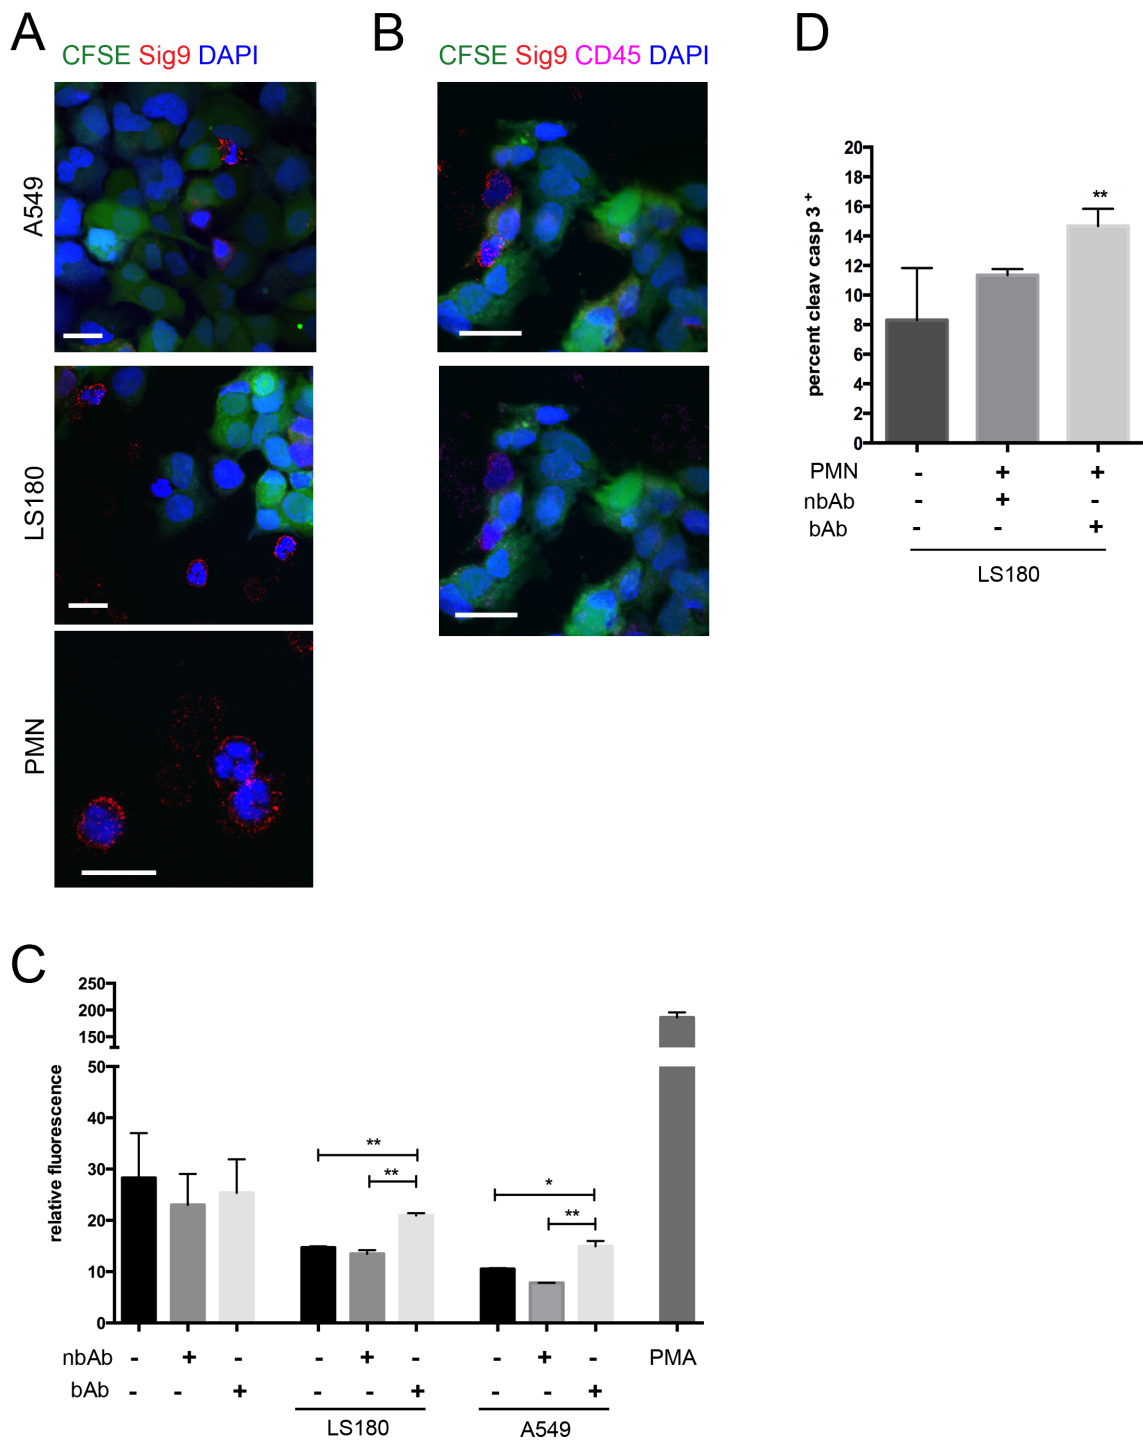 A
CFSE Sig9 DAPI
A549
LS180
PMN
B
CFSE Sig9 CD45 DAPI
D
percent cleav casp 3 +
20
18
16
14
12
10
8
6
4
2
0
**
PMN - + +
nbAb - + -
bAb - - +
LS180
C
relative fluorescence
250
200
150
50
40
30
20
10
0
** **
* **
nbAb - + - - + - - + - PMA
bAb - - + - - + - - +
LS180 A549